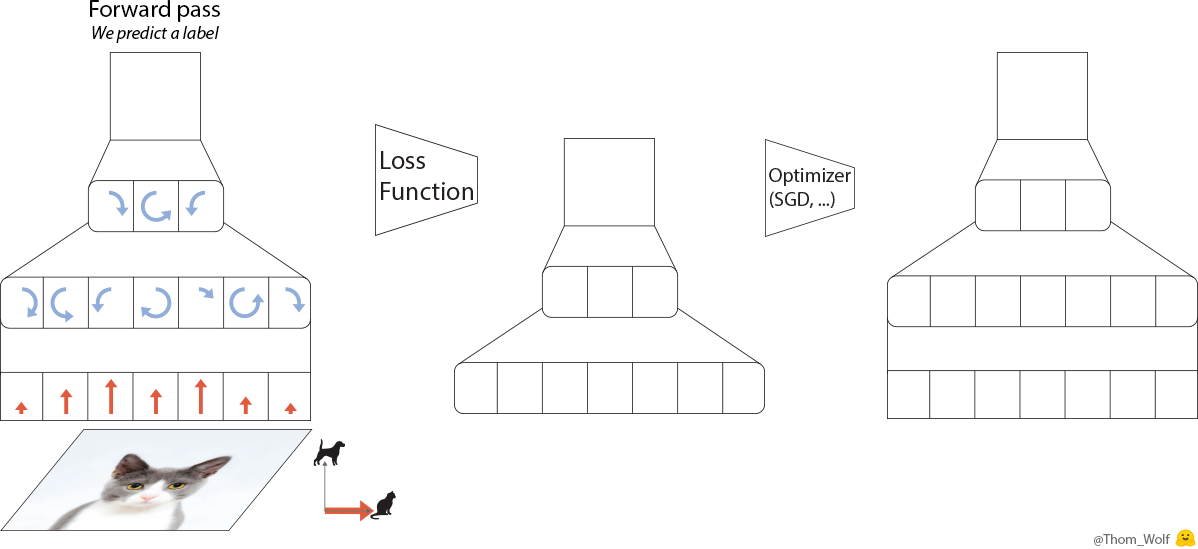 Forward pass
We predict a label
Loss
Function
Optimizer
(SGD, ...)
@Thom_Wolf